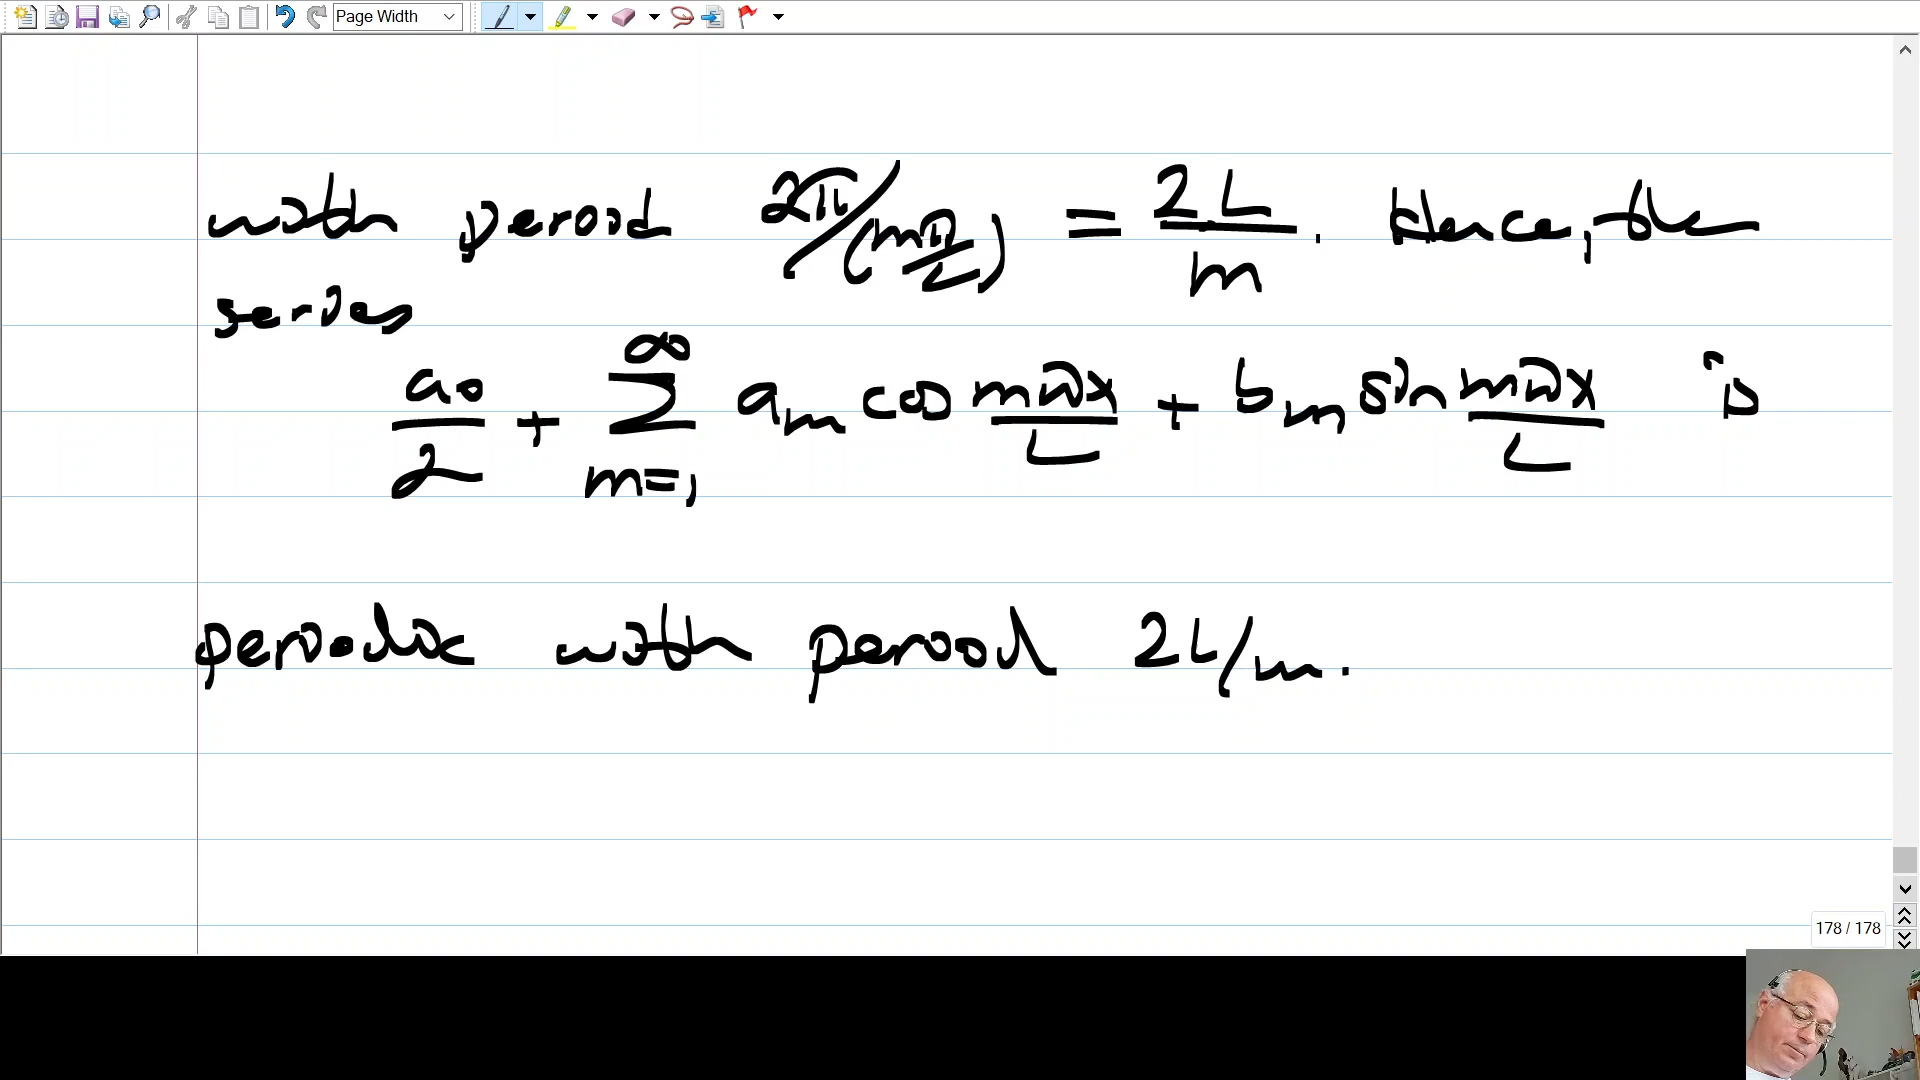 Page Width
with period 2π/(mπ/L) = 2L/m. Hence, the
series
a0/2 + ∑_{m=1}^{∞} am cos mπx/L + bm sin mπx/L is
periodic with period 2L/m.
178 / 178